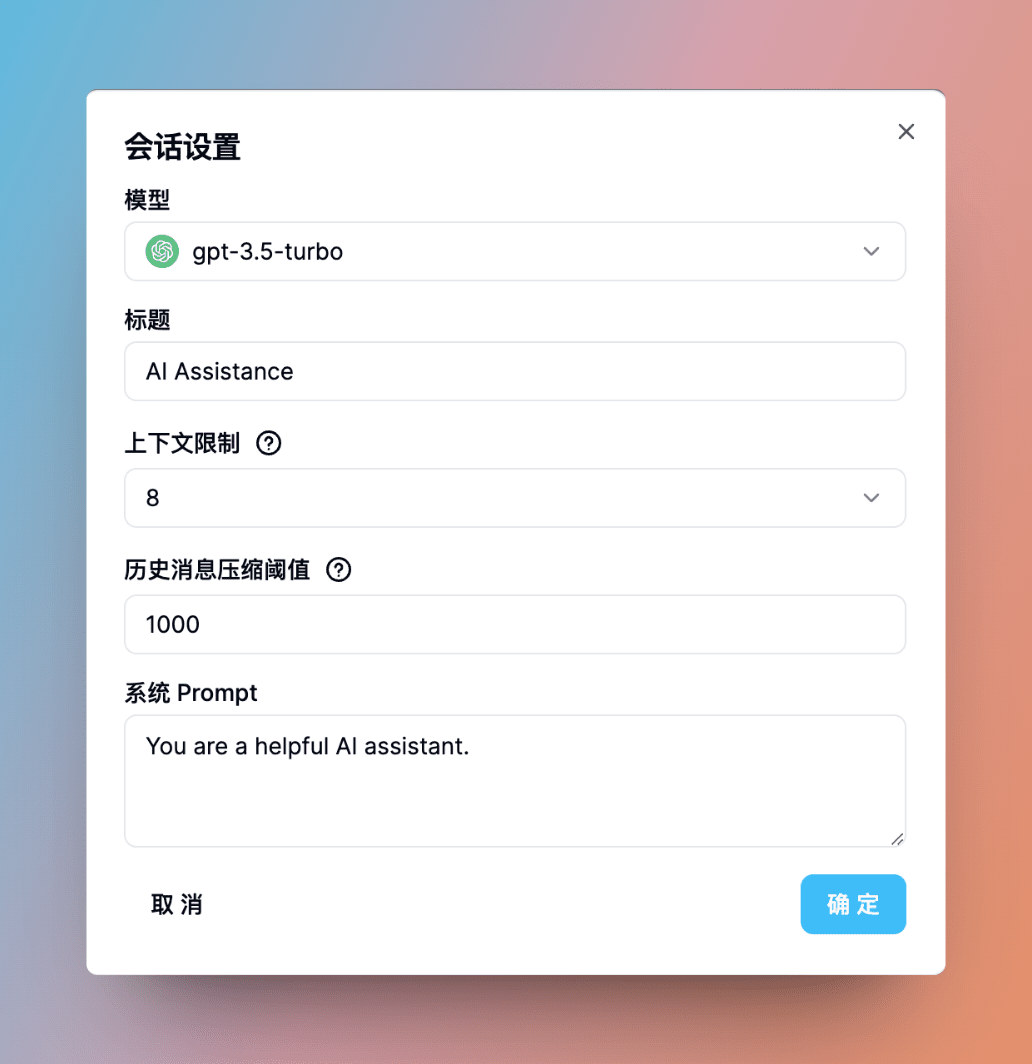 会话设置
模型
gpt-3.5-turbo
标题
AI Assistance
上下文限制
8
历史消息压缩阈值
1000
系统 Prompt
You are a helpful AI assistant.
取 消
确 定